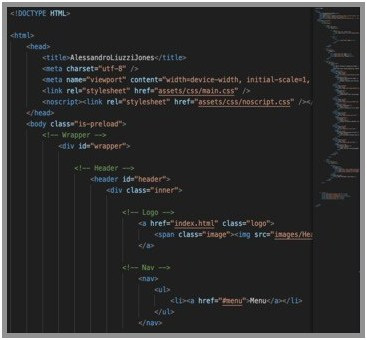 <!DOCTYPE HTML>
<html>
<head>
<title>AlessandroLiuzziJones</title>
<meta charset="utf-8" />
<meta name="viewport" content="width=device-width, initial-scale=1,
<link rel="stylesheet" href="assets/css/main.css" />
<noscript><link rel="stylesheet" href="assets/css/noscript.css" /></
</head>
<body class="is-preload">
<!-- Wrapper -->
<div id="wrapper">
<!-- Header -->
<header id="header">
<div class="inner">
<!-- Logo -->
<a href="index.html" class="logo">
<span class="image"><img src="images/Hea
</a>
<!-- Nav -->
<nav>
<ul>
<li><a href="#menu">Menu</a></li>
</ul>
</nav>